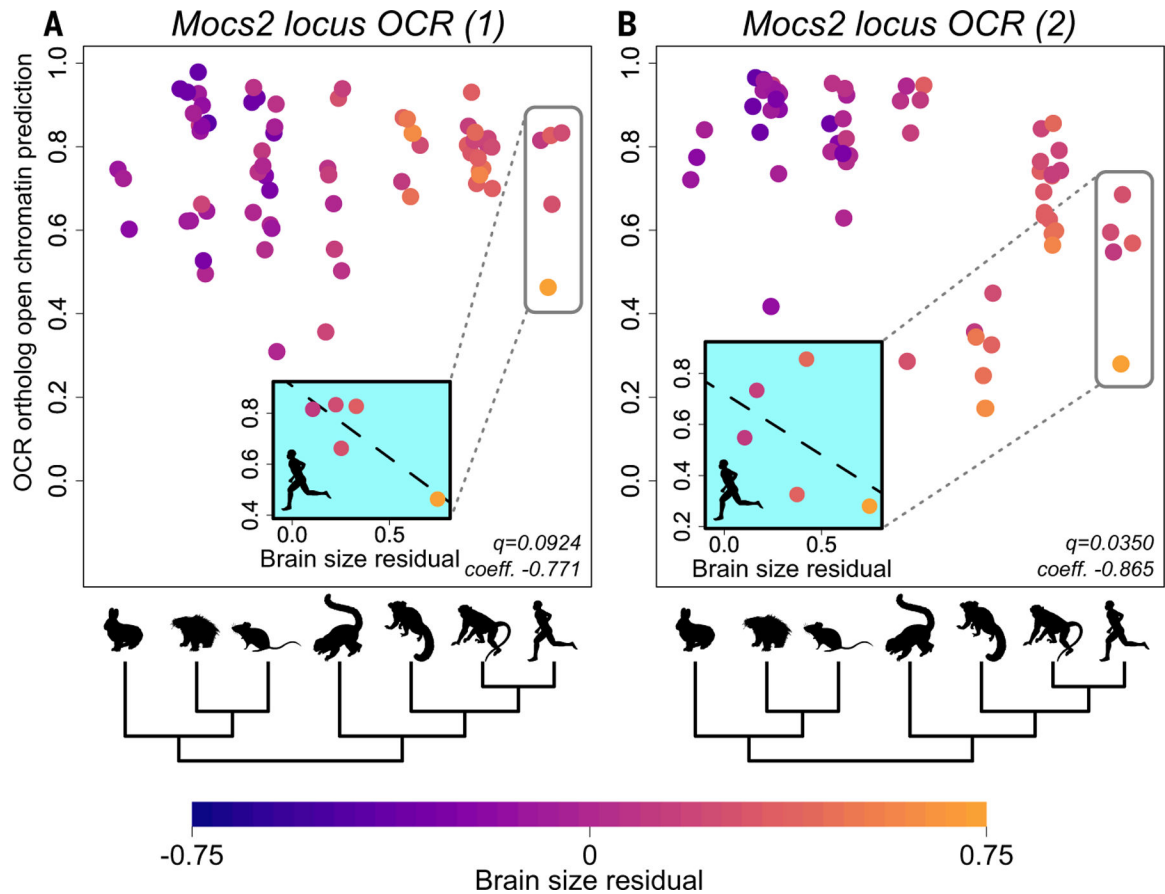 A Mocs2 locus OCR (1)
B Mocs2 locus OCR (2)
OCR ortholog open chromatin prediction
1.0
0.8
0.6
0.4
0.2
0.0
0.8
0.6
0.4
0.0 0.5
Brain size residual
q=0.0924
coeff. -0.771
1.0
0.8
0.6
0.4
0.2
0.0
0.8
0.6
0.4
0.2
0.0 0.5
Brain size residual
q=0.0350
coeff. -0.865
-0.75 0 0.75
Brain size residual